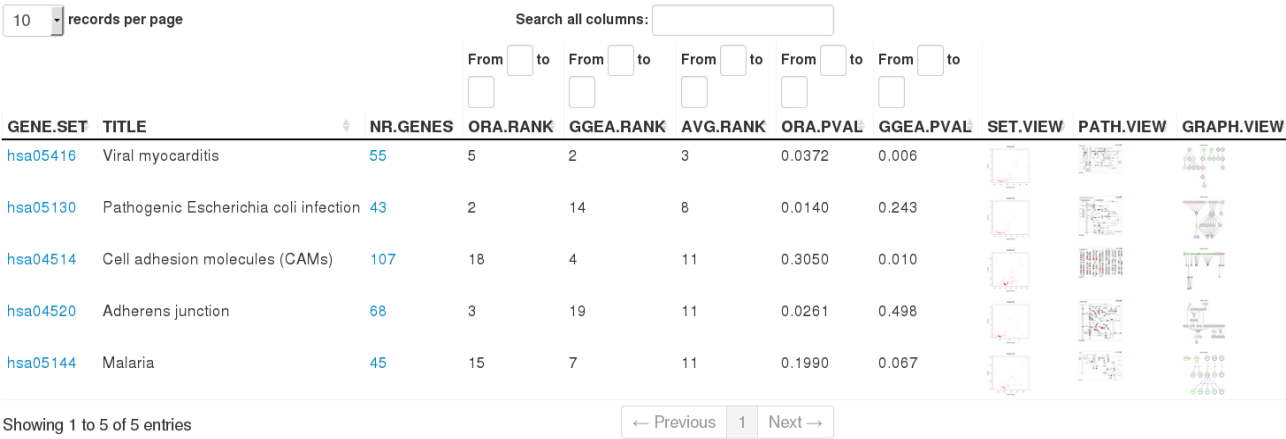 10 records per page Search all columns:
From to From to From to From to From to
GENE.SET TITLE NR.GENES ORA.RANK GGEA.RANK AVG.RANK ORA.PVAL GGEA.PVAL SET.VIEW PATH.VIEW GRAPH.VIEW
hsa05416 Viral myocarditis 55 5 2 3 0.0372 0.006
hsa05130 Pathogenic Escherichia coli infection 43 2 14 8 0.0140 0.243
hsa04514 Cell adhesion molecules (CAMs) 107 18 4 11 0.3050 0.010
hsa04520 Adherens junction 68 3 19 11 0.0261 0.498
hsa05144 Malaria 45 15 7 11 0.1990 0.067
Showing 1 to 5 of 5 entries ← Previous 1 Next →